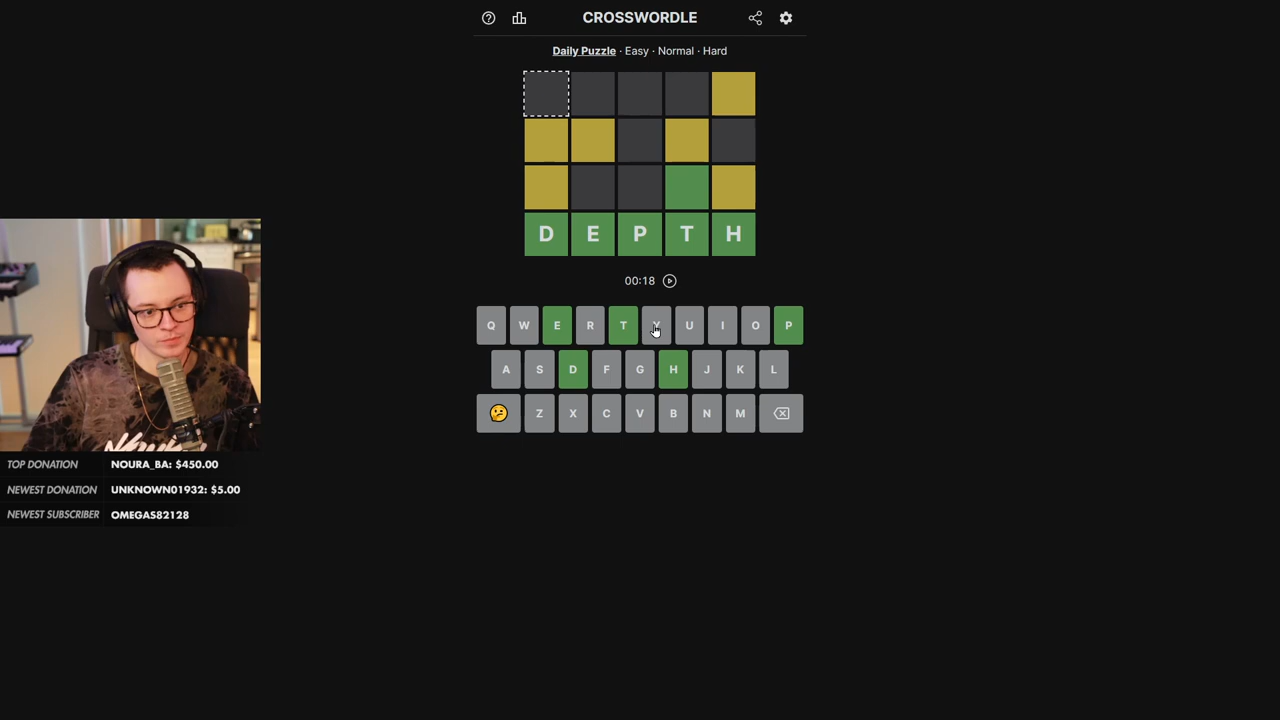 CROSSWORDLE
Daily Puzzle · Easy · Normal · Hard
D E P T H
00:18
Q W E R T Y U I O P
A S D F G H J K L
Z X C V B N M
TOP DONATION NOURA_BA: $450.00
NEWEST DONATION UNKNOWN01932: $5.00
NEWEST SUBSCRIBER OMEGAS82128